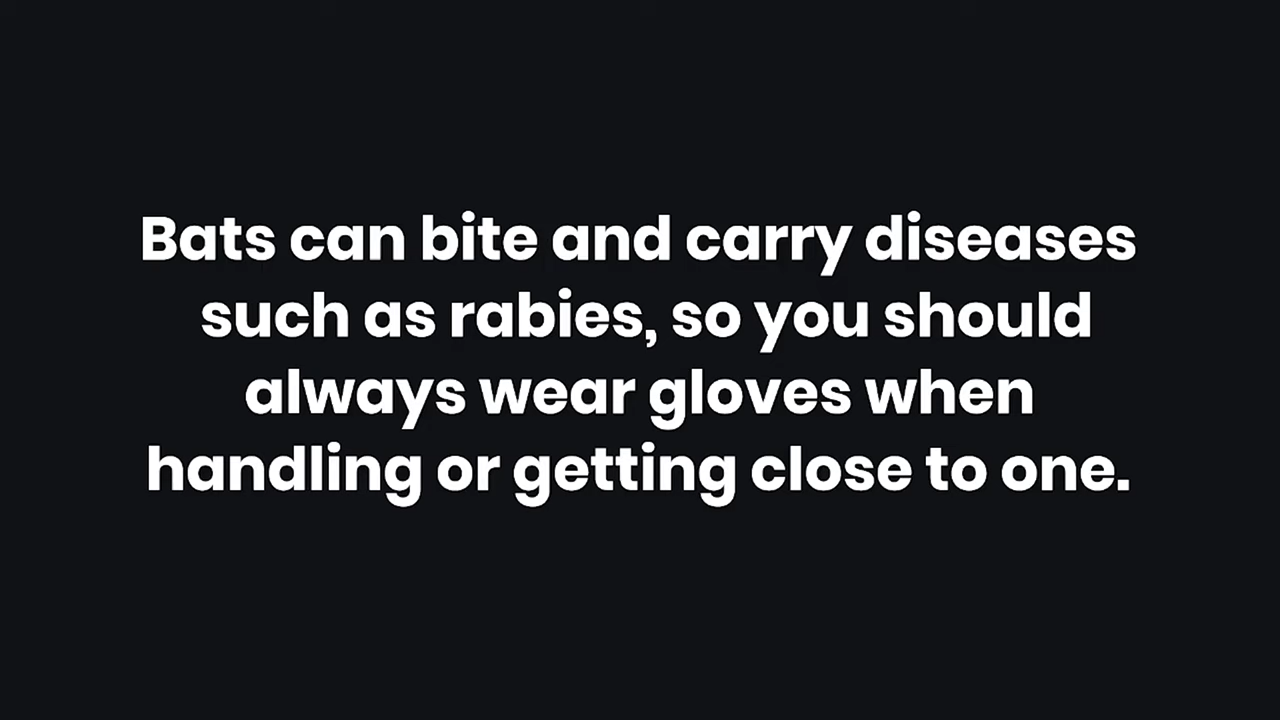 Bats can bite and carry diseases
such as rabies, so you should
always wear gloves when
handling or getting close to one.